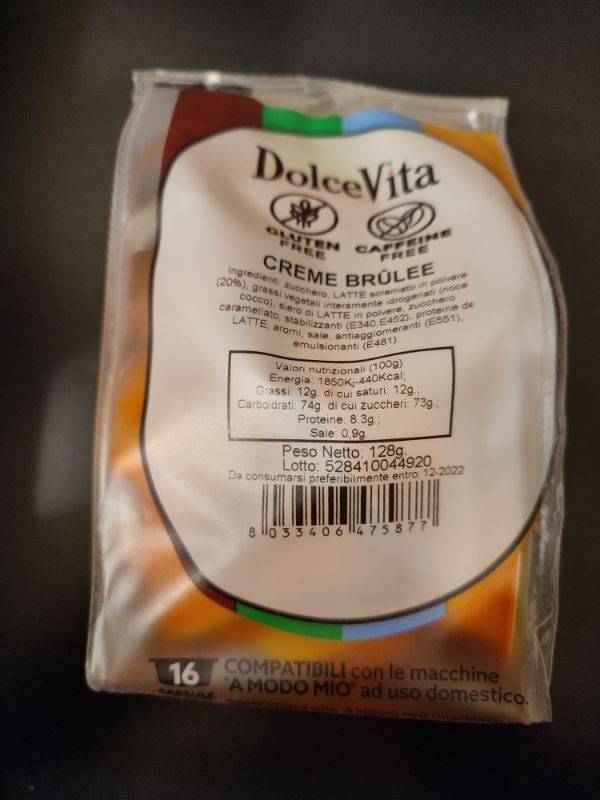 DolceVita
GLUTEN
FREE
CAFFEINE
FREE
CREME BRÛLEE
Ingredienti: zucchero, LATTE scremato in polvere
(20%), grassi vegetali interamente idrogenati (noce
cocco), siero di LATTE in polvere, zucchero
caramellato, stabilizzanti (E340,E452), proteine de
LATTE, aromi, sale, antiagglomeranti (E551),
emulsionanti (E481).
Valori nutrizionali (100g)
Energia: 1850Kj-440Kcal;
Grassi: 12g. di cui saturi: 12g.;
Carboidrati: 74g. di cui zuccheri: 73g.;
Proteine: 8.3g.;
Sale: 0,9g.
Peso Netto: 128g.
Lotto: 528410044920
Da consumarsi preferibilmente entro: 12-2022
8 033406 475877
16
CAPSULE
COMPATIBILI con le macchine
"A MODO MIO" ad uso domestico.